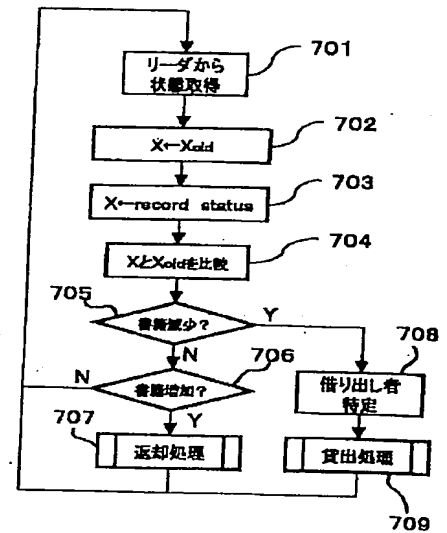 701
リーダから
状態取得
702
X←Xold
703
X←record status
704
XとXoldを比較
705
書籍減少?
Y
N
706
708
N
書籍増加?
借り出し者
特定
707
Y
返却処理
貸出処理
709